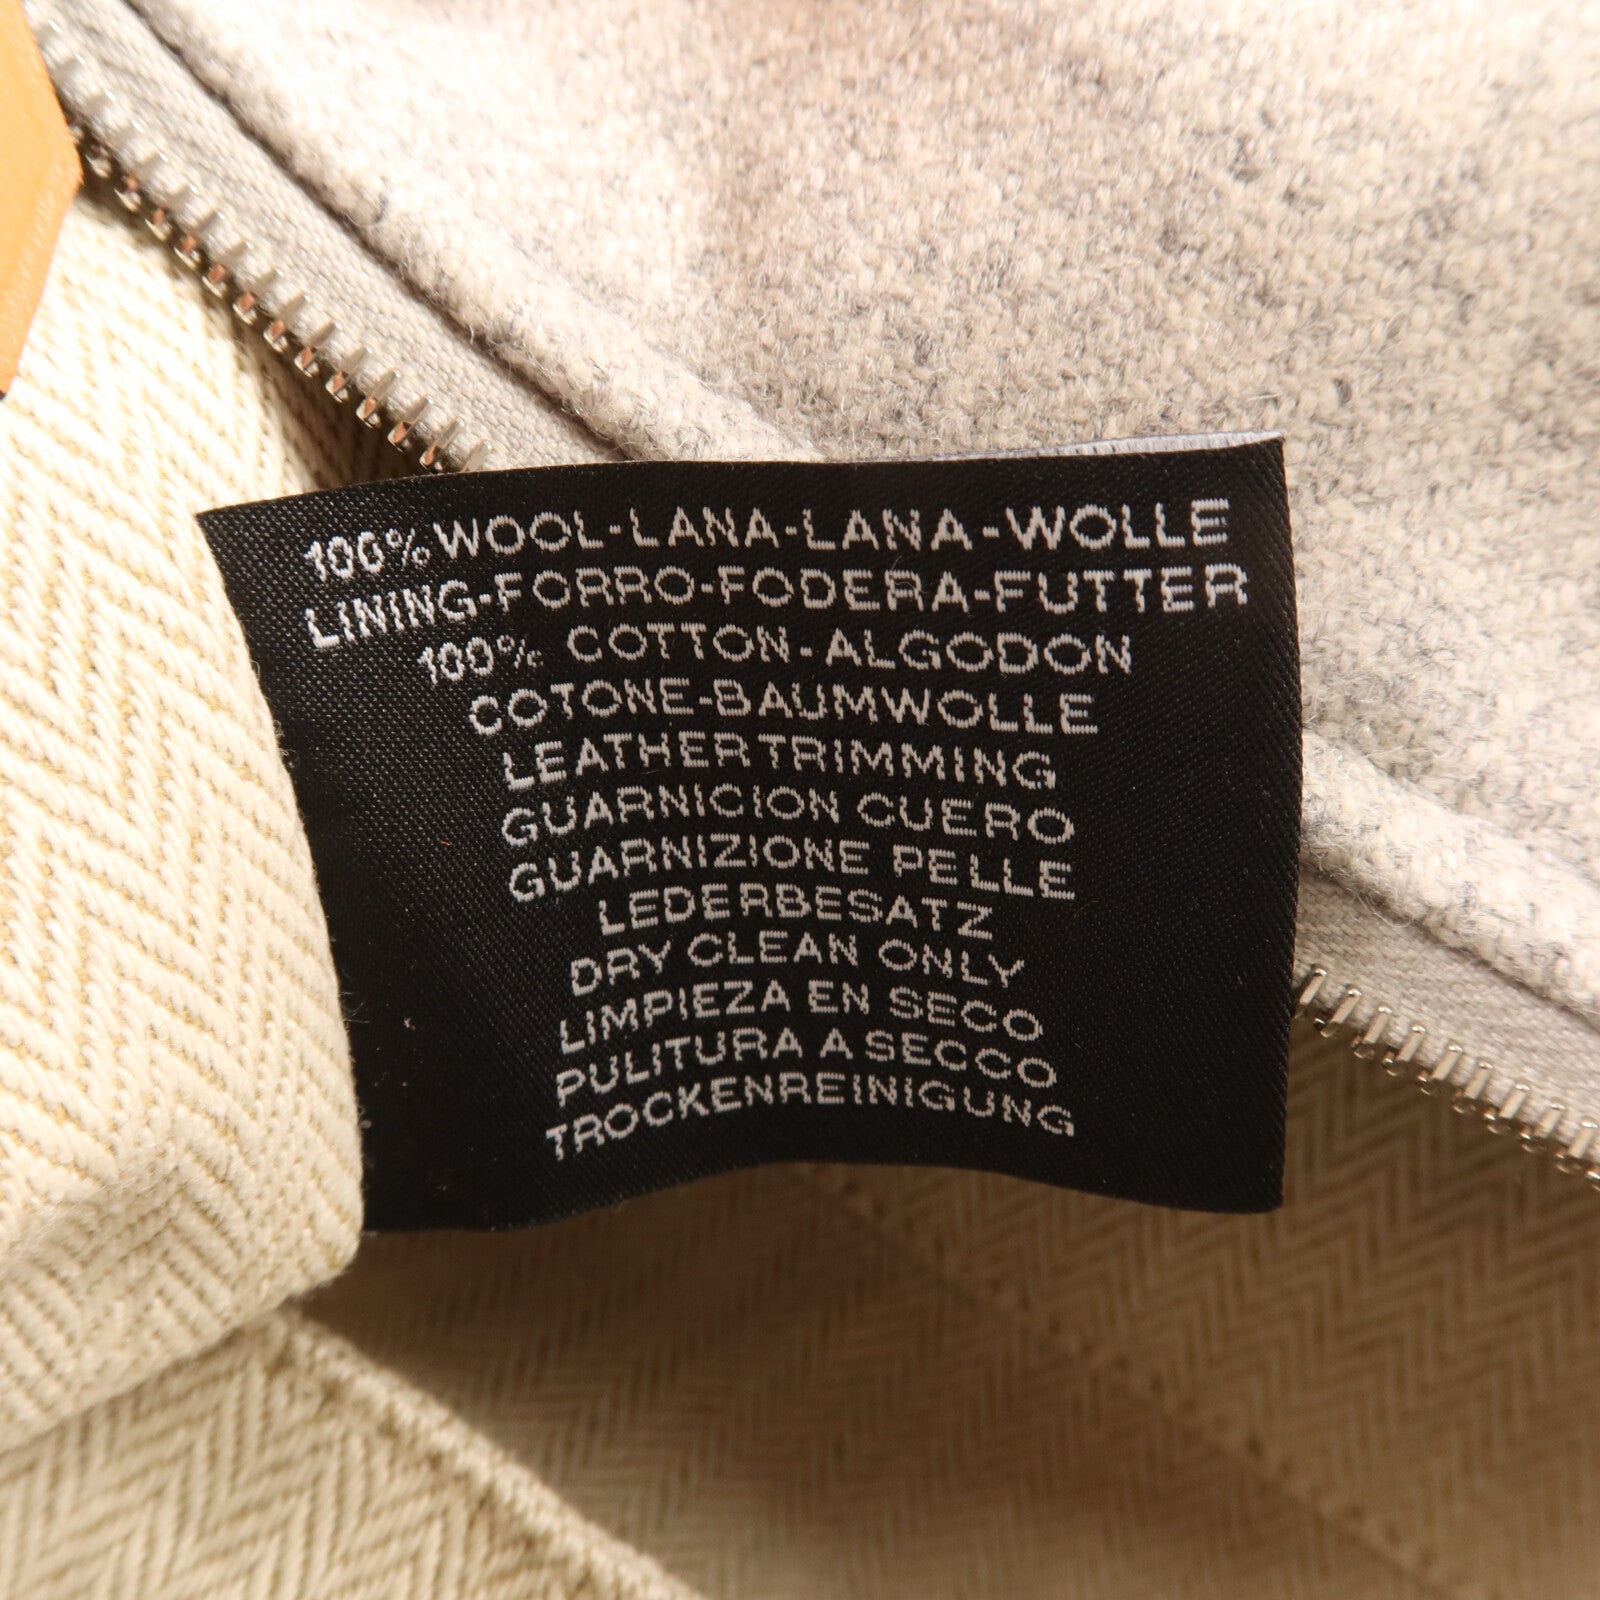 100% WOOL-LANA-LANA-WOLLE
LINING-FORRO-FODERA-FUTTER
100% COTTON-ALGODON
COTONE-BAUMWOLLE
LEATHER TRIMMING
GUARNICION CUERO
GUARNIZIONE PELLE
LEDERBESATZ
DRY CLEAN ONLY
LIMPIEZA EN SECO
PULITURA A SECCO
TROCKENREINIGUNG